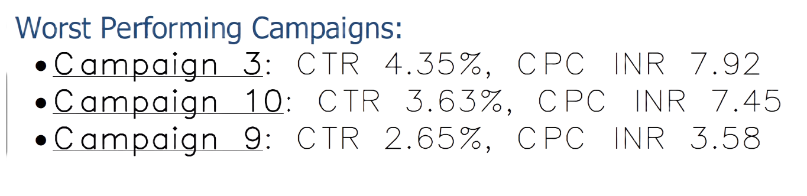 Worst Performing Campaigns:
•Campaign 3: CTR 4.35%, CPC INR 7.92
•Campaign 10: CTR 3.63%, CPC INR 7.45
•Campaign 9: CTR 2.65%, CPC INR 3.58